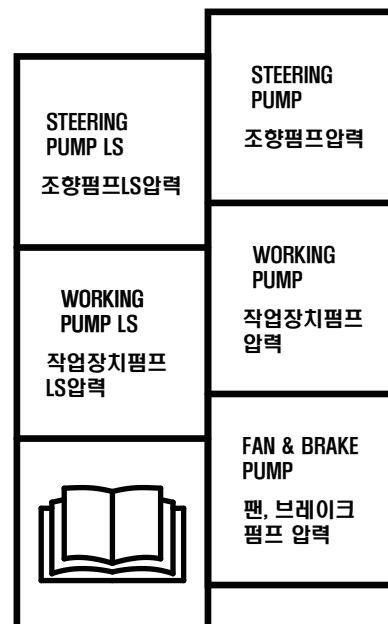 STEERING
PUMP LS
조향펌프LS압력
WORKING
PUMP LS
작업장치펌프
LS압력
STEERING
PUMP
조향펌프압력
WORKING
PUMP
작업장치펌프
압력
FAN & BRAKE
PUMP
팬, 브레이크
펌프 압력